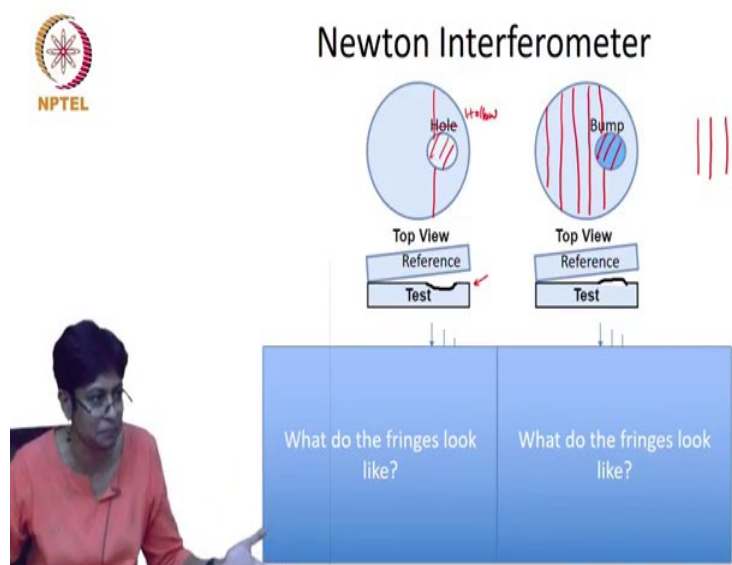 Newton Interferometer
NPTEL
Hole
Hollow
Bump
Top View
Top View
Reference
Reference
Test
Test
What do the fringes look
like?
What do the fringes look
like?